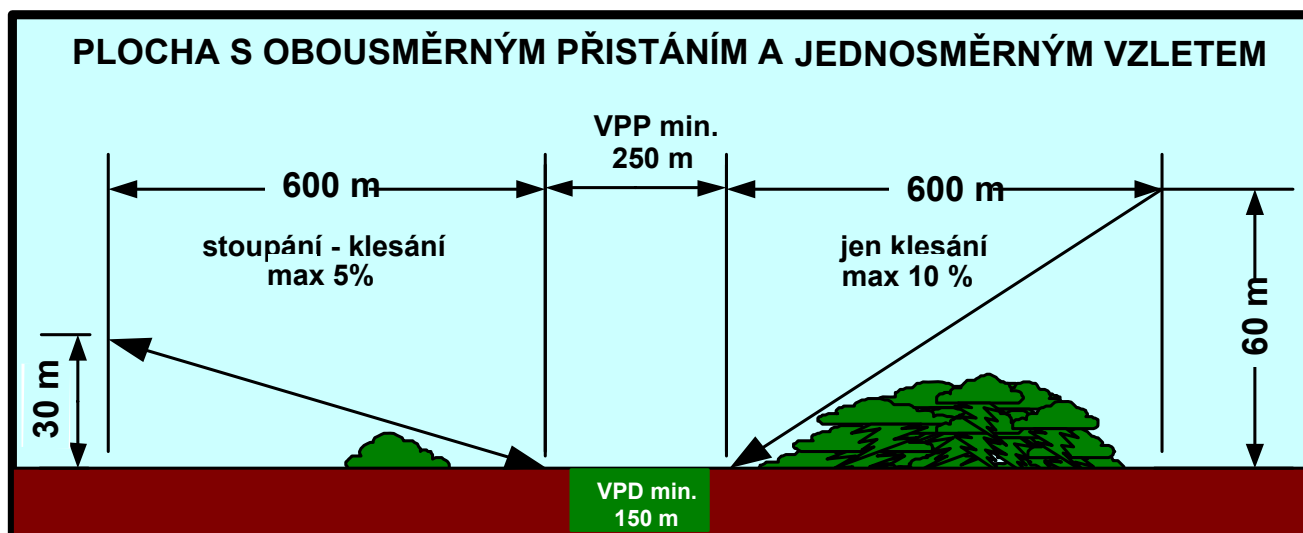 PLOCHA S OBOUSMĚRNÝM PŘISTÁNÍM A JEDNOSMĚRNÝM VZLETEM
VPP min.
250 m
600 m
600 m
stoupání - klesání
max 5%
jen klesání
max 10 %
30 m
60 m
VPD min.
150 m